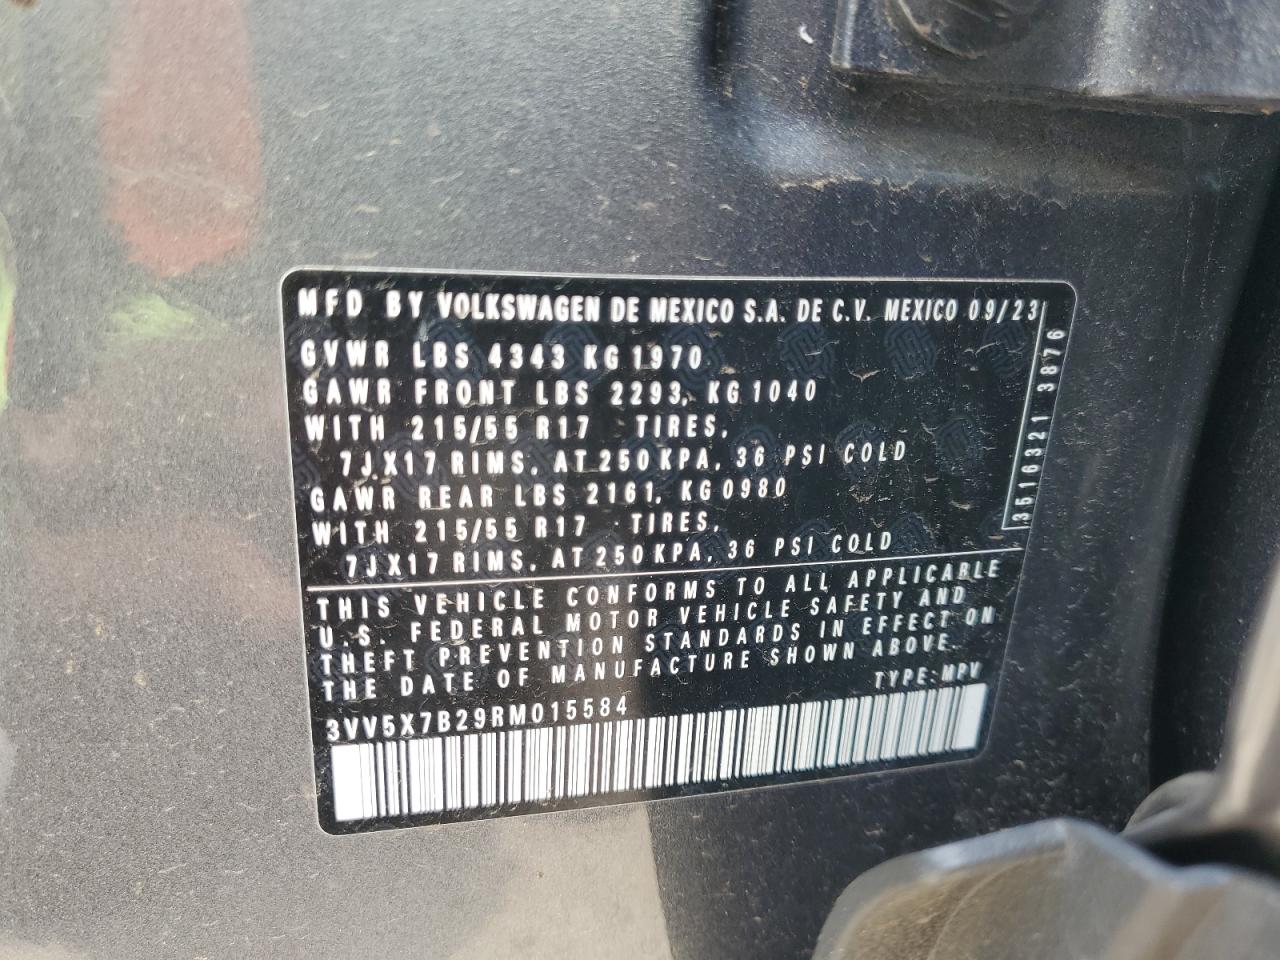 MFD BY VOLKSWAGEN DE MEXICO S.A. DE C.V. MEXICO 09/23
GVWR LBS 4343 KG 1970
GAWR FRONT LBS 2293, KG 1040
WITH 215/55 R17 TIRES,
7JX17 RIMS, AT 250 KPA, 36 PSI COLD
GAWR REAR LBS 2161, KG 0980
WITH 215/55 R17 TIRES,
7JX17 RIMS, AT 250 KPA, 36 PSI COLD
3516321 3876
THIS VEHICLE CONFORMS TO ALL APPLICABLE
U.S. FEDERAL MOTOR VEHICLE SAFETY AND
THEFT PREVENTION STANDARDS IN EFFECT ON
THE DATE OF MANUFACTURE SHOWN ABOVE.
TYPE: MPV
3VV5X7B29RM015584